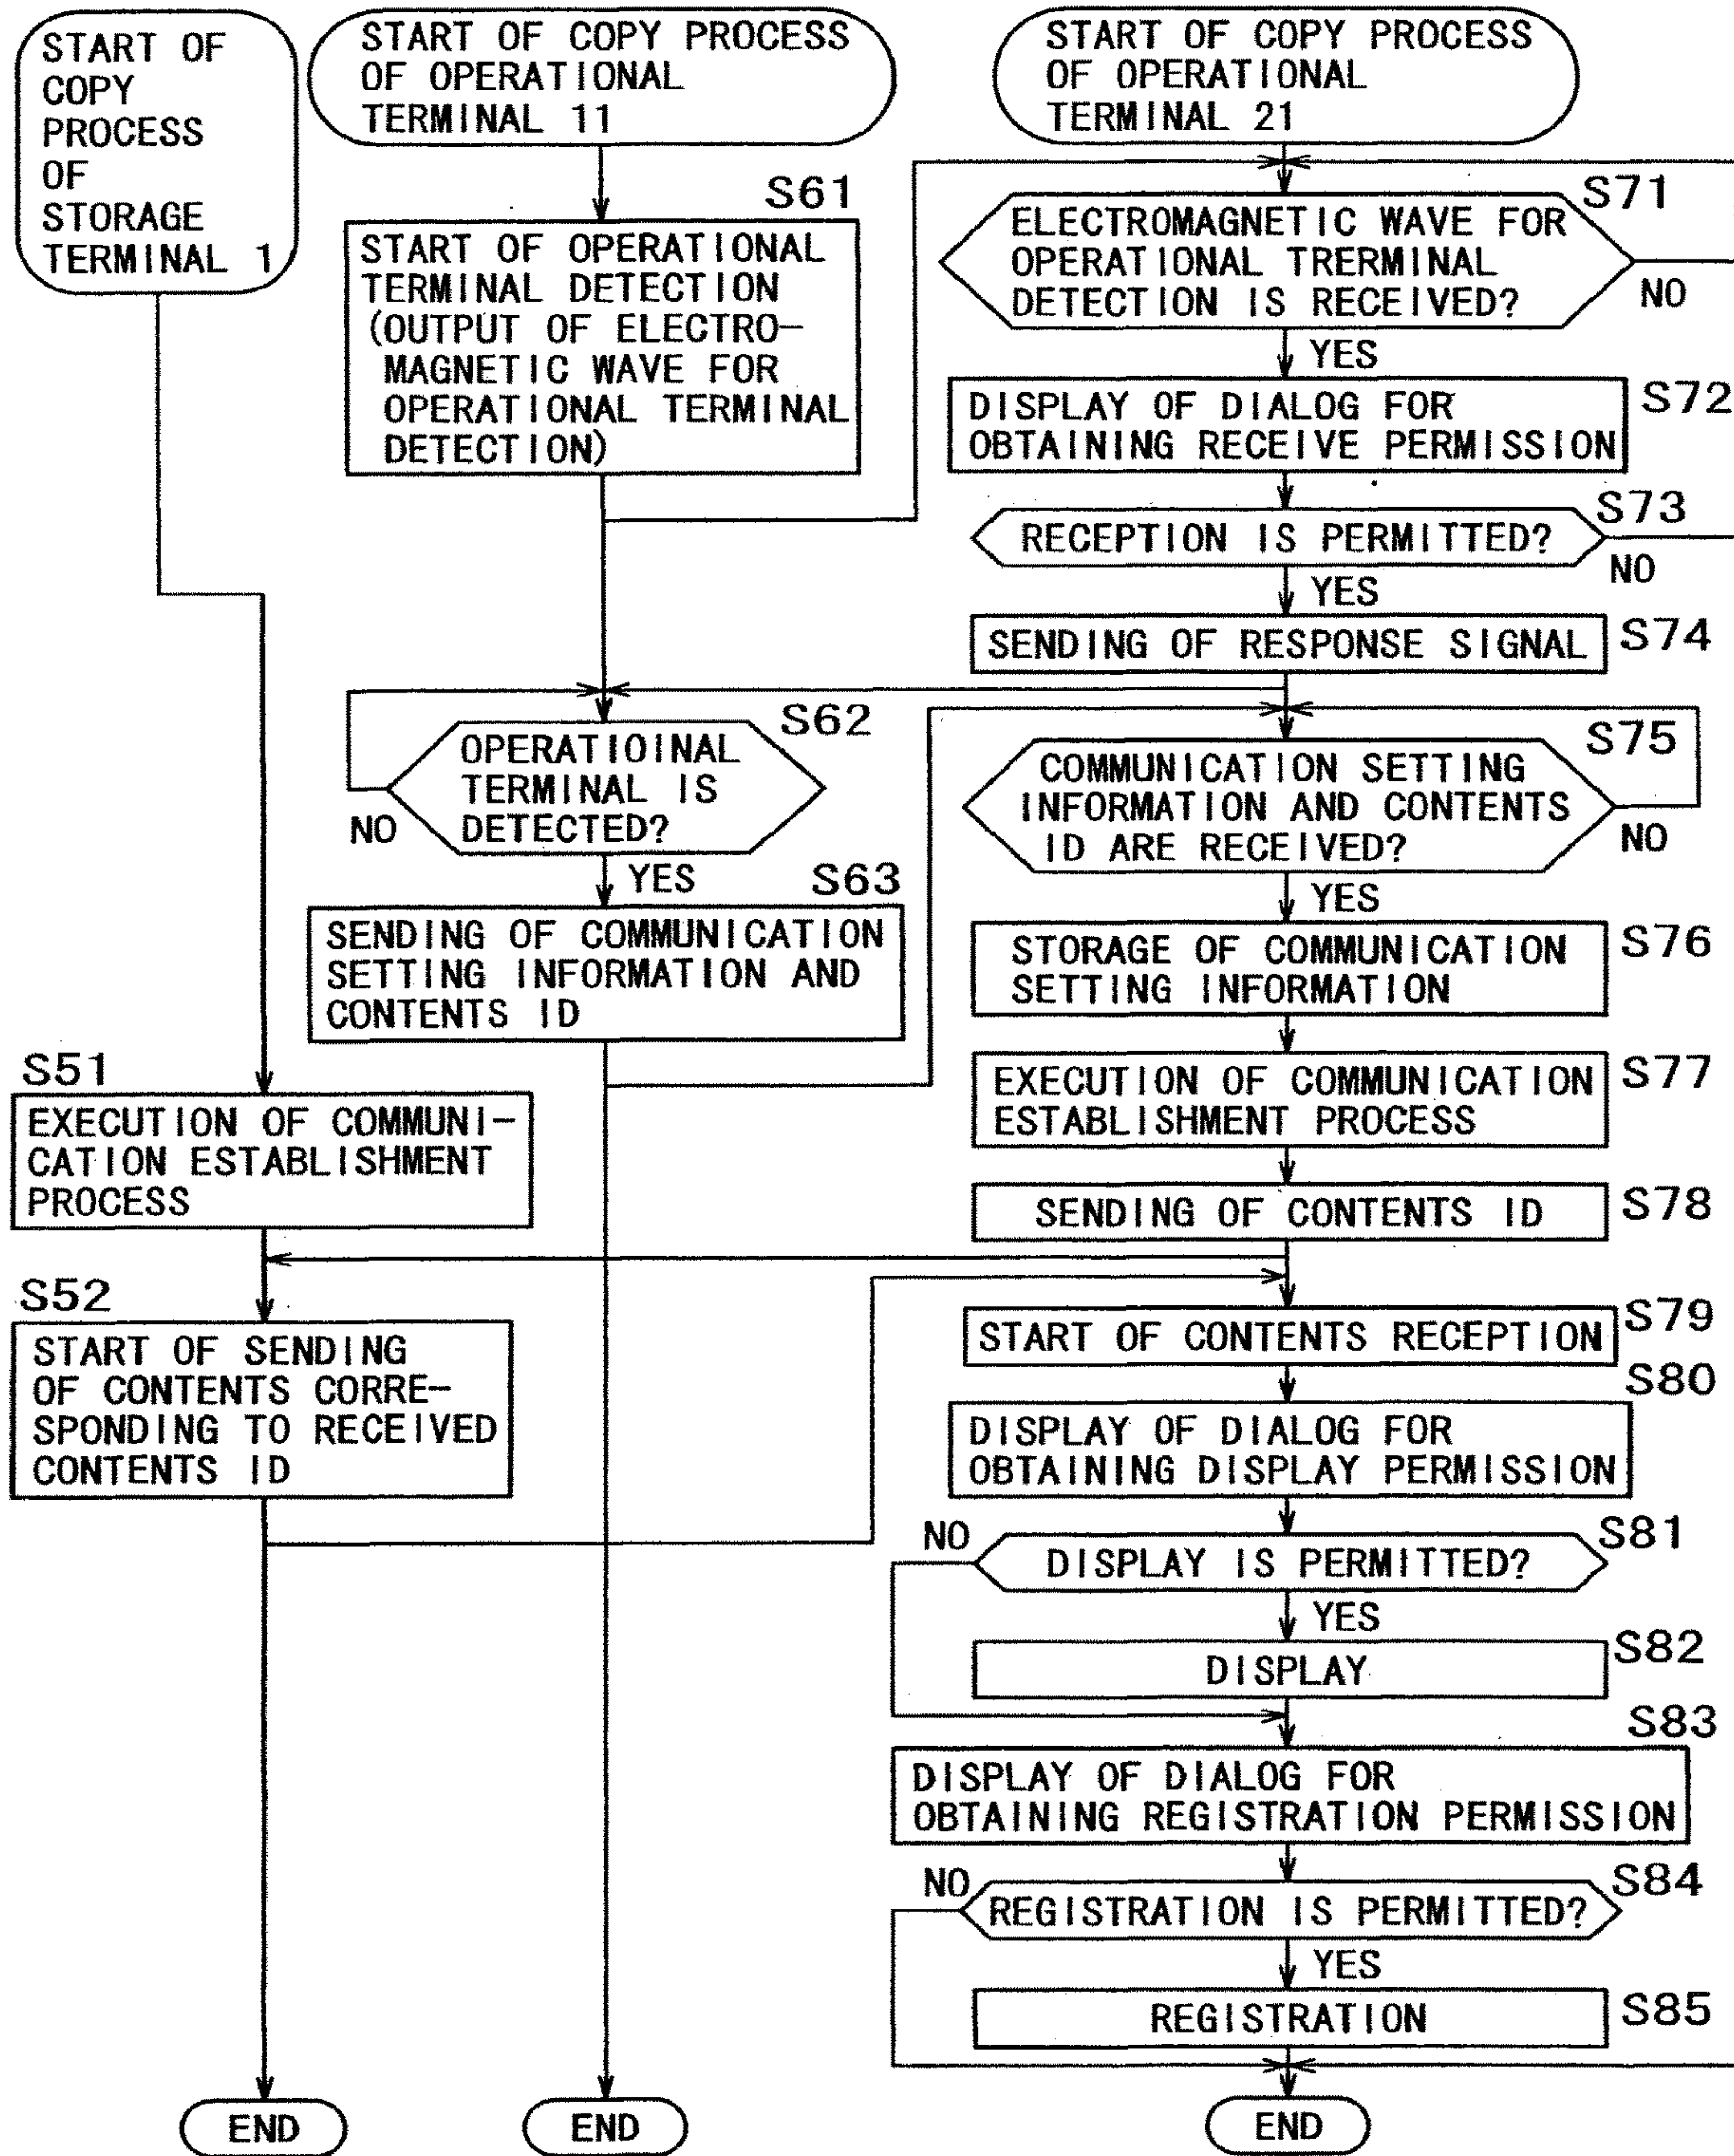 START OF
COPY
PROCESS
OF
STORAGE
TERMINAL 1
S51
EXECUTION OF COMMUNI-
CATION ESTABLISHMENT
PROCESS
S52
START OF SENDING
OF CONTENTS CORRE-
SPONDING TO RECEIVED
CONTENTS ID
END
START OF COPY PROCESS
OF OPERATIONAL
TERMINAL 11
S61
START OF OPERATIONAL
TERMINAL DETECTION
(OUTPUT OF ELECTRO-
MAGNETIC WAVE FOR
OPERATIONAL TERMINAL
DETECTION)
S62
OPERATIOINAL
TERMINAL IS
DETECTED?
NO
YES
S63
SENDING OF COMMUNICATION
SETTING INFORMATION AND
CONTENTS ID
END
START OF COPY PROCESS
OF OPERATIONAL
TERMINAL 21
S71
ELECTROMAGNETIC WAVE FOR
OPERATIONAL TRERMINAL
DETECTION IS RECEIVED?
NO
YES
S72
DISPLAY OF DIALOG FOR
OBTAINING RECEIVE PERMISSION
S73
RECEPTION IS PERMITTED?
NO
YES
S74
SENDING OF RESPONSE SIGNAL
S75
COMMUNICATION SETTING
INFORMATION AND CONTENTS
ID ARE RECEIVED?
NO
YES
S76
STORAGE OF COMMUNICATION
SETTING INFORMATION
S77
EXECUTION OF COMMUNICATION
ESTABLISHMENT PROCESS
S78
SENDING OF CONTENTS ID
S79
START OF CONTENTS RECEPTION
S80
DISPLAY OF DIALOG FOR
OBTAINING DISPLAY PERMISSION
S81
NO
DISPLAY IS PERMITTED?
YES
S82
DISPLAY
S83
DISPLAY OF DIALOG FOR
OBTAINING REGISTRATION PERMISSION
S84
NO
REGISTRATION IS PERMITTED?
YES
S85
REGISTRATION
END